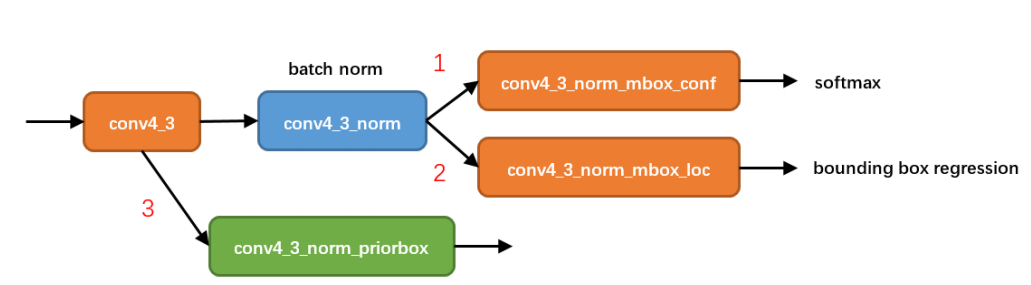 batch norm
1
conv4_3_norm_mbox_conf
softmax
conv4_3
conv4_3_norm
2
conv4_3_norm_mbox_loc
bounding box regression
3
conv4_3_norm_priorbox